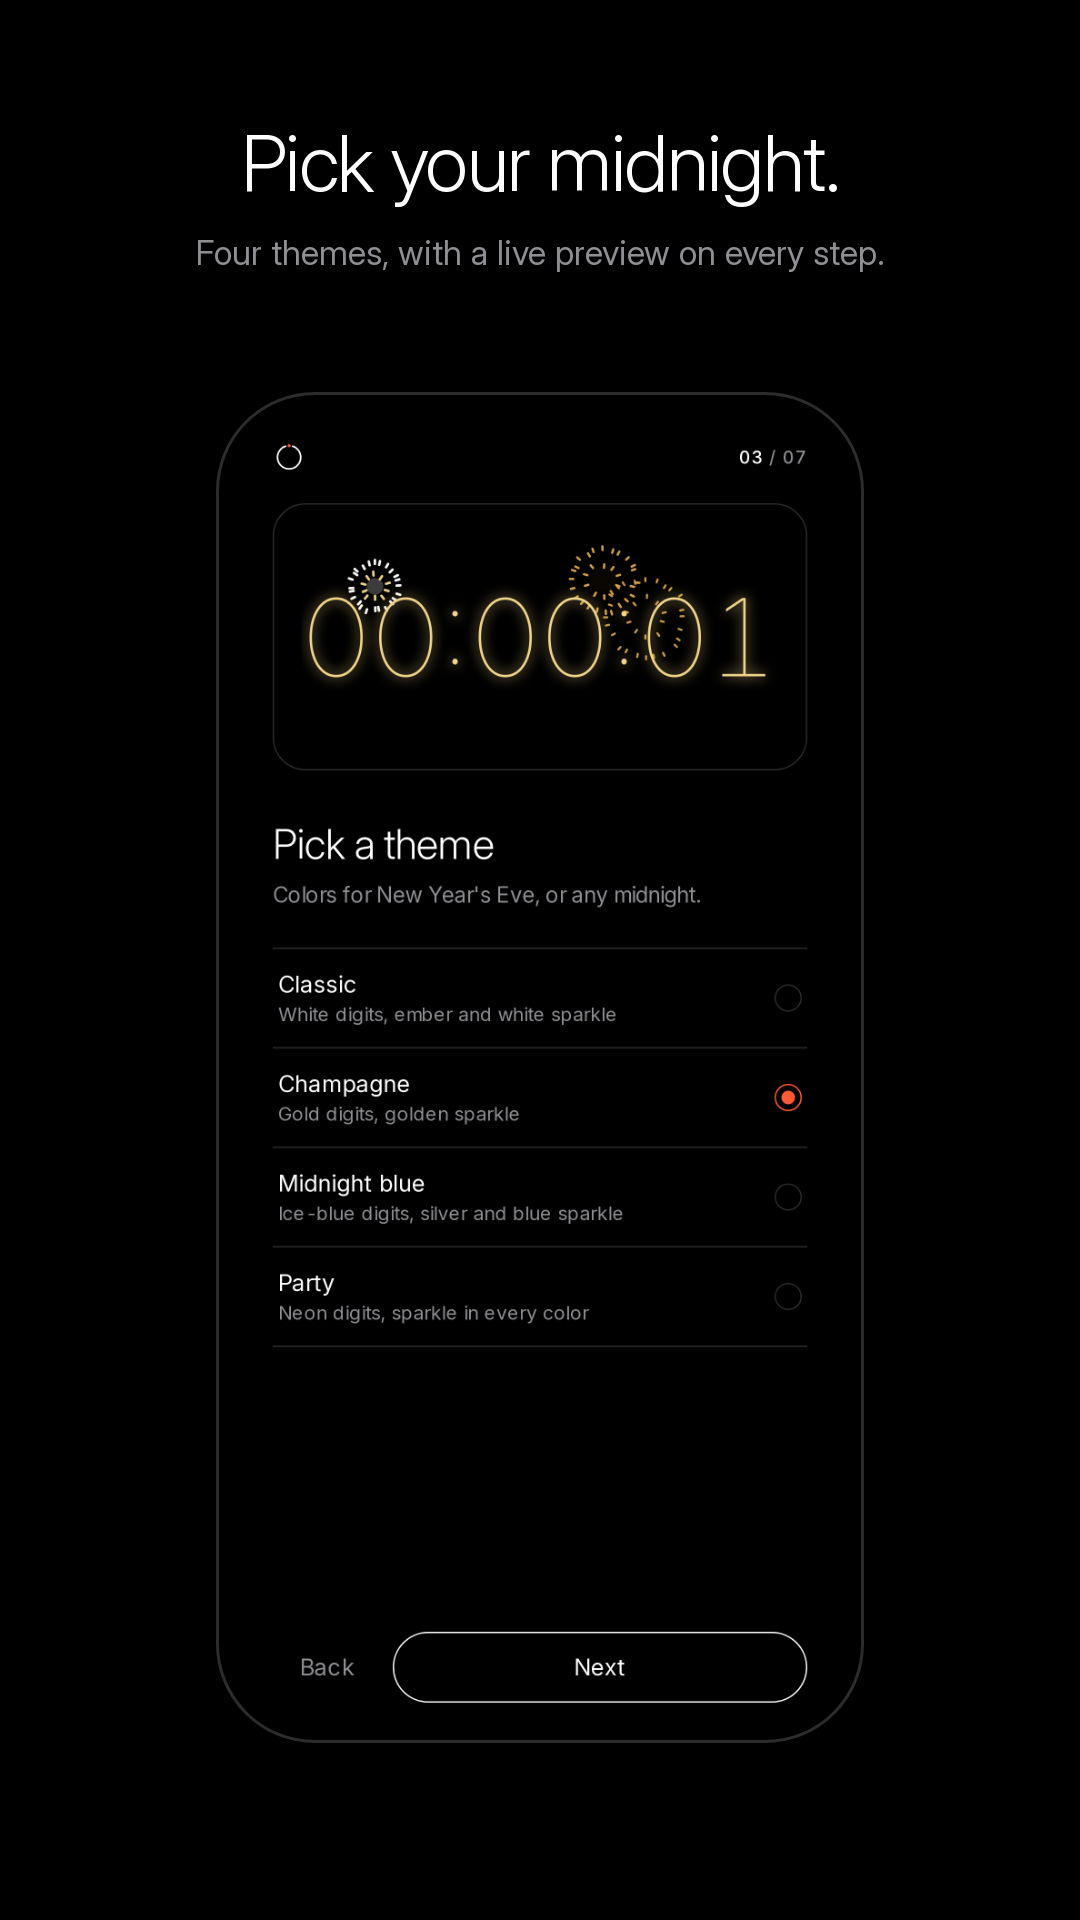 Pick your midnight.
Four themes, with a live preview on every step.
03 / 07
00:00:01
Pick a theme
Colors for New Year's Eve, or any midnight.
Classic
White digits, ember and white sparkle
Champagne
Gold digits, golden sparkle
Midnight blue
Ice-blue digits, silver and blue sparkle
Party
Neon digits, sparkle in every color
Back
Next